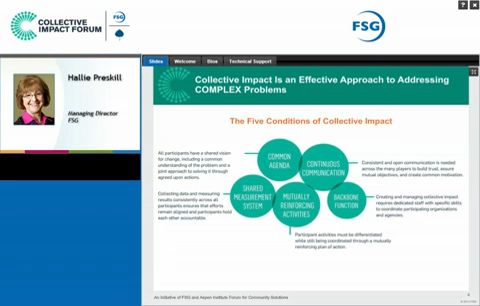 COLLECTIVE
IMPACT FORUM
FSG
FSG
Hallie Preskill
Managing Director
FSG
Slides
Welcome
Bios
Technical Support
Collective Impact Is an Effective Approach to Addressing
COMPLEX Problems
The Five Conditions of Collective Impact
All participants have a shared vision
for change, including a common
understanding of the problem and a
joint approach to solving it through
agreed upon actions.
COMMON
AGENDA
CONTINUOUS
COMMUNICATION
Consistent and open communication is needed
across the many players to build trust, assure
mutual objectives, and create common motivation.
Collecting data and measuring
results consistently across all
participants ensures that efforts
remain aligned and participants hold
each other accountable.
SHARED
MEASUREMENT
SYSTEM
MUTUALLY
REINFORCING
ACTIVITIES
BACKBONE
FUNCTION
Creating and managing collective impact
requires dedicated staff with specific skills
to coordinate participating organizations
and agencies.
Participant activities must be differentiated
while still being coordinated through a mutually
reinforcing plan of action.
An Initiative of FSG and Aspen Institute Forum for Community Solutions